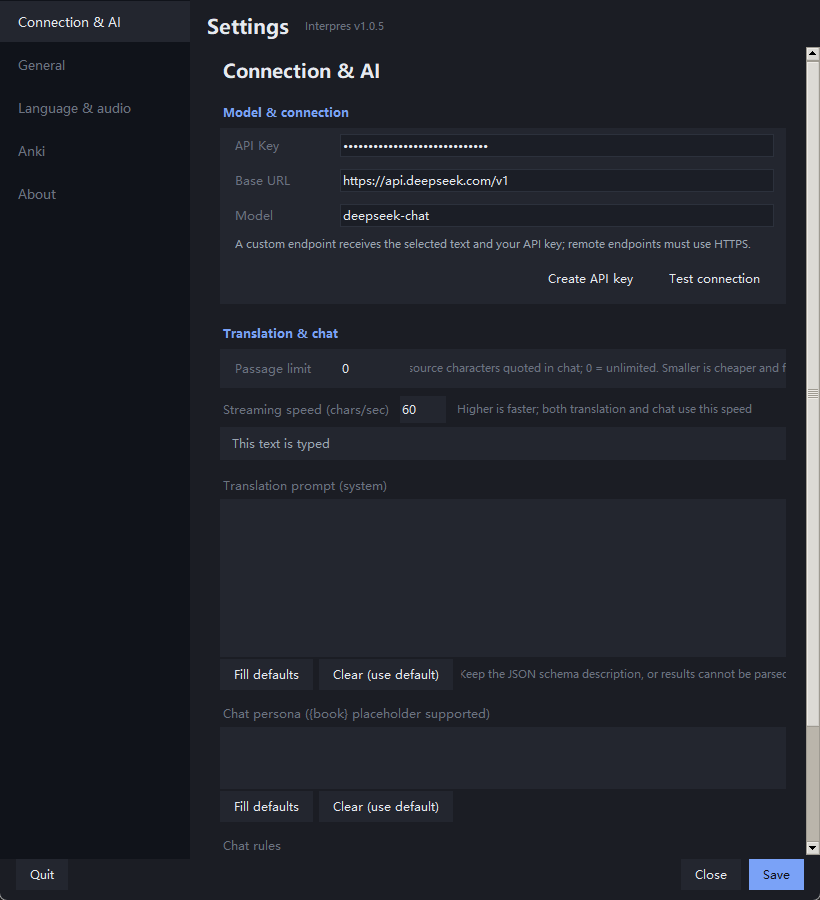 Connection & AI
General
Language & audio
Anki
About
Settings Interpres v1.0.5
Connection & AI
Model & connection
API Key ••••••••••••••••••••••••••••
Base URL https://api.deepseek.com/v1
Model deepseek-chat
A custom endpoint receives the selected text and your API key; remote endpoints must use HTTPS.
Create API key Test connection
Translation & chat
Passage limit 0 source characters quoted in chat; 0 = unlimited. Smaller is cheaper and f
Streaming speed (chars/sec) 60 Higher is faster; both translation and chat use this speed
This text is typed
Translation prompt (system)
Fill defaults Clear (use default) Keep the JSON schema description, or results cannot be parsed
Chat persona ({book} placeholder supported)
Fill defaults Clear (use default)
Chat rules
Quit Close Save